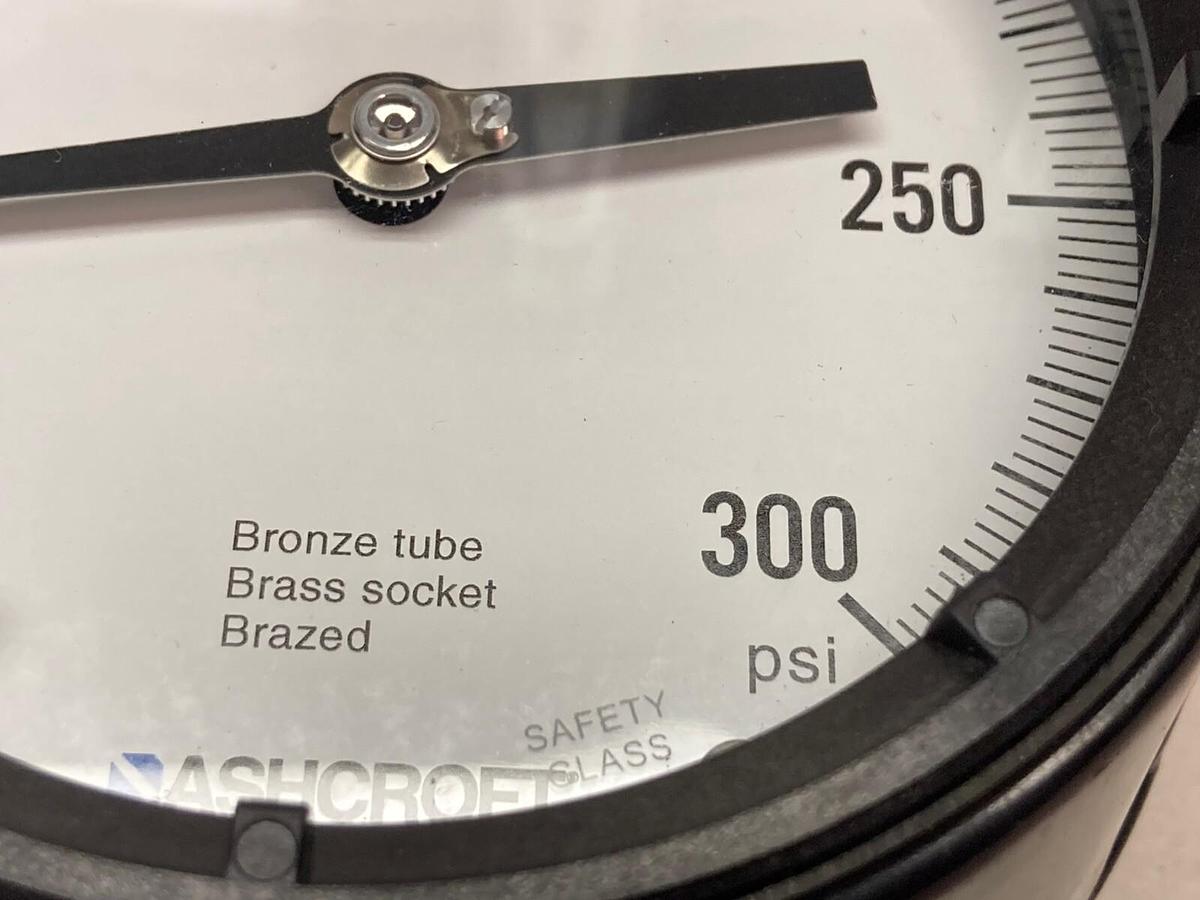 250
300
psi
Bronze tube
Brass socket
Brazed
SAFETY
GLASS
ASHCROFT®